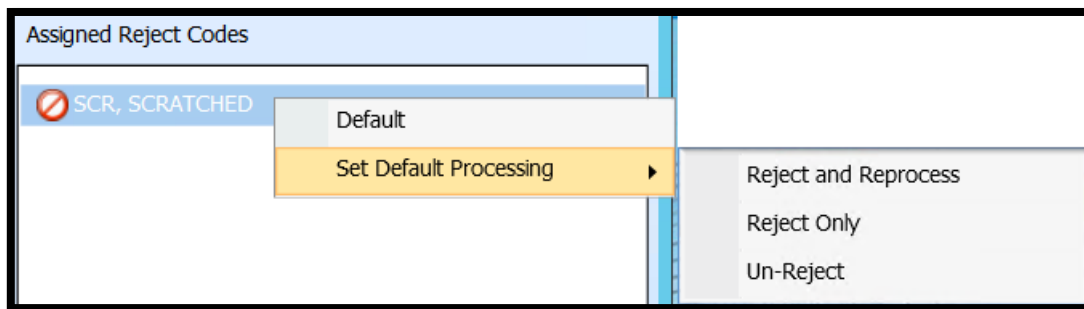 Assigned Reject Codes
SCR, SCRATCHED
Default
Set Default Processing
Reject and Reprocess
Reject Only
Un-Reject